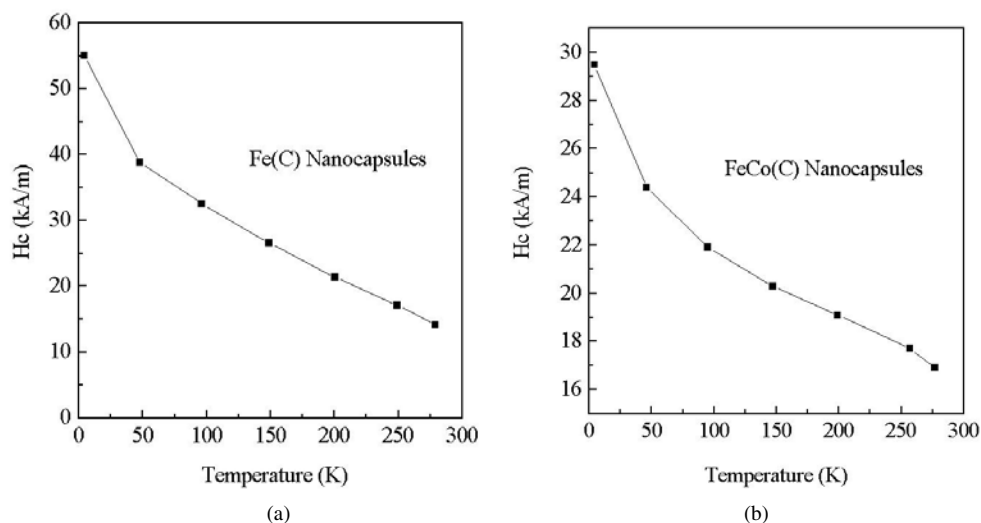 60
50
40
30
20
10
0
Hc (kA/m)
Fe(C) Nanocapsules
0 50 100 150 200 250 300
Temperature (K)
(a)
30
28
26
24
22
20
18
16
Hc (kA/m)
FeCo(C) Nanocapsules
0 50 100 150 200 250 300
Temperature (K)
(b)